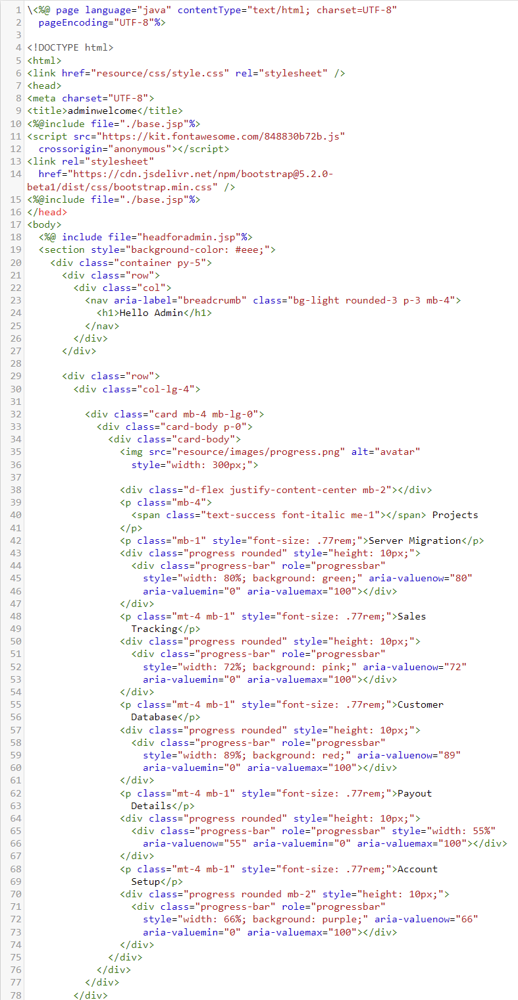 1 \<%@ page language="java" contentType="text/html; charset=UTF-8"
2   pageEncoding="UTF-8"%>
3
4 <!DOCTYPE html>
5 <html>
6 <link href="resource/css/style.css" rel="stylesheet" />
7 <head>
8 <meta charset="UTF-8">
9 <title>adminwelcome</title>
10 <%@include file="./base.jsp"%>
11 <script src="https://kit.fontawesome.com/848830b72b.js"
12   crossorigin="anonymous"></script>
13 <link rel="stylesheet"
14   href="https://cdn.jsdelivr.net/npm/bootstrap@5.2.0-
beta1/dist/css/bootstrap.min.css" />
15 <%@include file="./base.jsp"%>
16 </head>
17 <body>
18   <%@ include file="headforadmin.jsp"%>
19   <section style="background-color: #eee;">
20     <div class="container py-5">
21       <div class="row">
22         <div class="col">
23           <nav aria-label="breadcrumb" class="bg-light rounded-3 p-3 mb-4">
24             <h1>Hello Admin</h1>
25           </nav>
26         </div>
27       </div>
28
29       <div class="row">
30         <div class="col-lg-4">
31
32           <div class="card mb-4 mb-lg-0">
33             <div class="card-body p-0">
34               <div class="card-body">
35                 <img src="resource/images/progress.png" alt="avatar"
36                   style="width: 300px;">
37
38                 <div class="d-flex justify-content-center mb-2"></div>
39                 <p class="mb-4">
40                   <span class="text-success font-italic me-1"></span> Projects
41                 </p>
42                 <p class="mb-1" style="font-size: .77rem;">Server Migration</p>
43                 <div class="progress rounded" style="height: 10px;">
44                   <div class="progress-bar" role="progressbar"
45                     style="width: 80%; background: green;" aria-valuenow="80"
46                     aria-valuemin="0" aria-valuemax="100"></div>
47                 </div>
48                 <p class="mt-4 mb-1" style="font-size: .77rem;">Sales
49                   Tracking</p>
50                 <div class="progress rounded" style="height: 10px;">
51                   <div class="progress-bar" role="progressbar"
52                     style="width: 72%; background: pink;" aria-valuenow="72"
53                     aria-valuemin="0" aria-valuemax="100"></div>
54                 </div>
55                 <p class="mt-4 mb-1" style="font-size: .77rem;">Customer
56                   Database</p>
57                 <div class="progress rounded" style="height: 10px;">
58                   <div class="progress-bar" role="progressbar"
59                     style="width: 89%; background: red;" aria-valuenow="89"
60                     aria-valuemin="0" aria-valuemax="100"></div>
61                 </div>
62                 <p class="mt-4 mb-1" style="font-size: .77rem;">Payout
63                   Details</p>
64                 <div class="progress rounded" style="height: 10px;">
65                   <div class="progress-bar" role="progressbar" style="width: 55%"
66                     aria-valuenow="55" aria-valuemin="0" aria-valuemax="100"></div>
67                 </div>
68                 <p class="mt-4 mb-1" style="font-size: .77rem;">Account
69                   Setup</p>
70                 <div class="progress rounded mb-2" style="height: 10px;">
71                   <div class="progress-bar" role="progressbar"
72                     style="width: 66%; background: purple;" aria-valuenow="66"
73                     aria-valuemin="0" aria-valuemax="100"></div>
74                 </div>
75               </div>
76             </div>
77           </div>
78         </div>